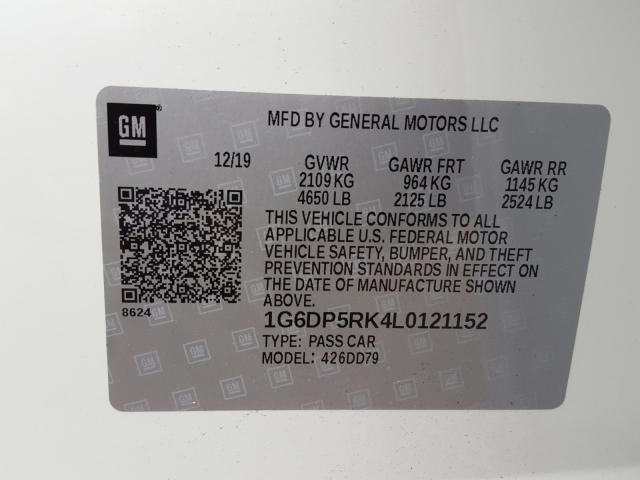 GM
MFD BY GENERAL MOTORS LLC
12/19 GVWR GAWR FRT GAWR RR
2109 KG 964 KG 1145 KG
4650 LB 2125 LB 2524 LB
THIS VEHICLE CONFORMS TO ALL
APPLICABLE U.S. FEDERAL MOTOR
VEHICLE SAFETY, BUMPER, AND THEFT
PREVENTION STANDARDS IN EFFECT ON
THE DATE OF MANUFACTURE SHOWN
ABOVE.
8624
1G6DP5RK4L0121152
TYPE: PASS CAR
MODEL: 426DD79